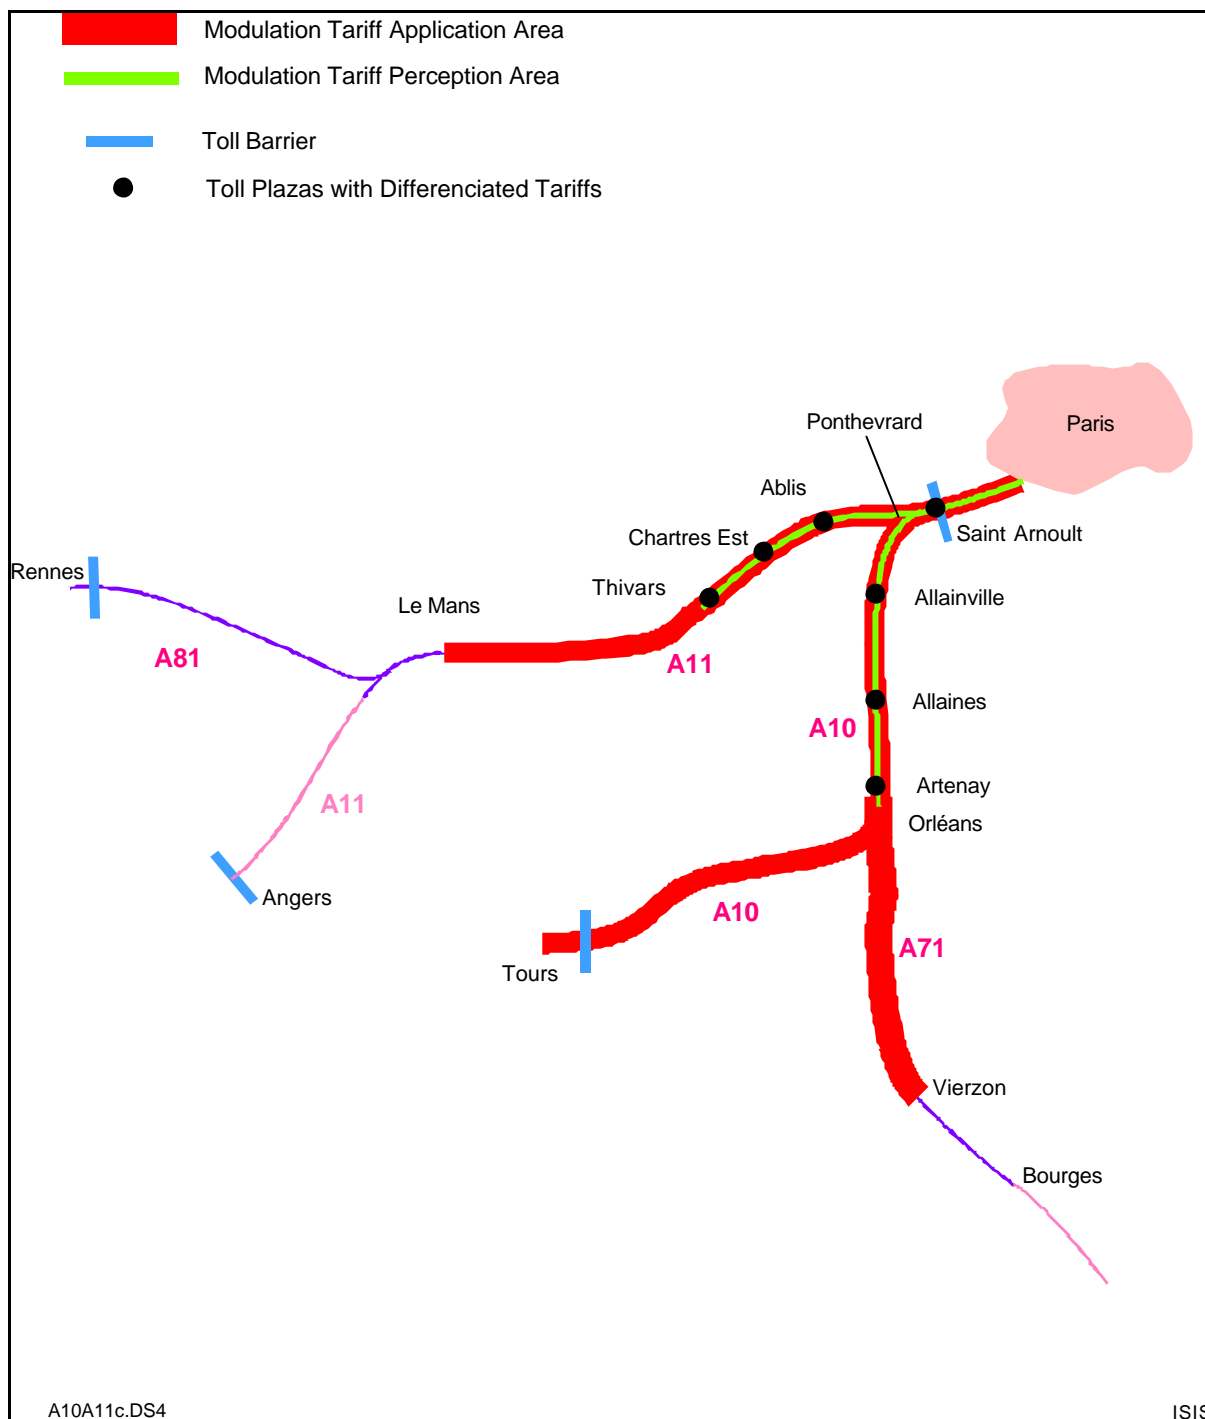 Modulation Tariff Application Area
Modulation Tariff Perception Area
Toll Barrier
Toll Plazas with Differenciated Tariffs
Paris
Ponthevrard
Ablis
Saint Arnoult
Chartres Est
Rennes
Thivars
Allainville
Le Mans
A81
A11
Allaines
A10
Artenay
A11
Orléans
Angers
A10
A71
Tours
Vierzon
Bourges
A10A11c.DS4
ISIS